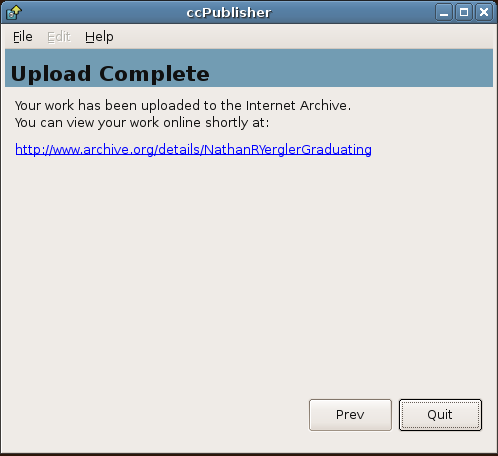 ccPublisher
File Edit Help
Upload Complete
Your work has been uploaded to the Internet Archive.
You can view your work online shortly at:
http://www.archive.org/details/NathanRYerglerGraduating
Prev Quit